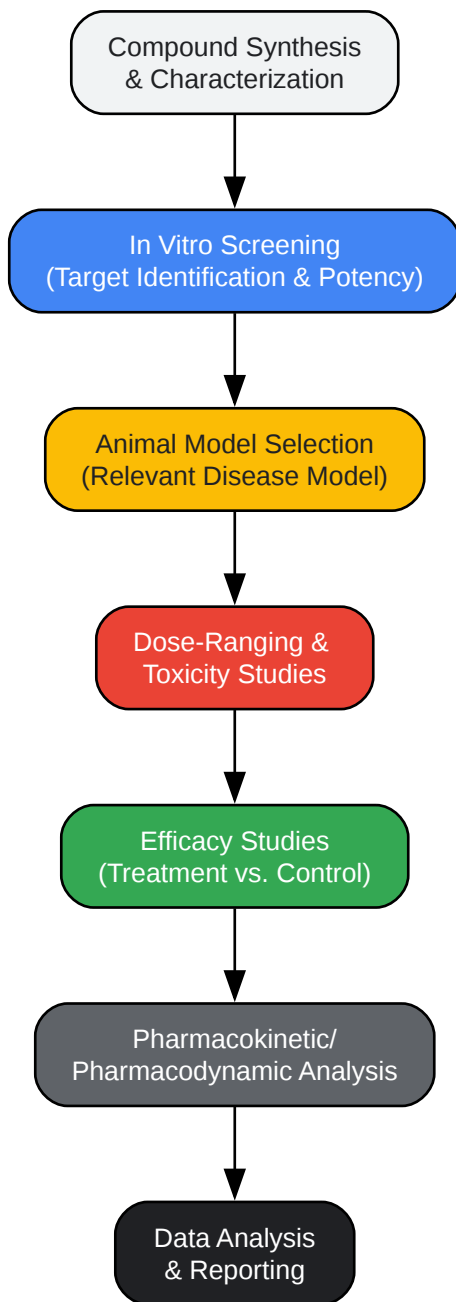 Compound Synthesis
& Characterization
In Vitro Screening
(Target Identification & Potency)
Animal Model Selection
(Relevant Disease Model)
Dose-Ranging &
Toxicity Studies
Efficacy Studies
(Treatment vs. Control)
Pharmacokinetic/
Pharmacodynamic Analysis
Data Analysis
& Reporting